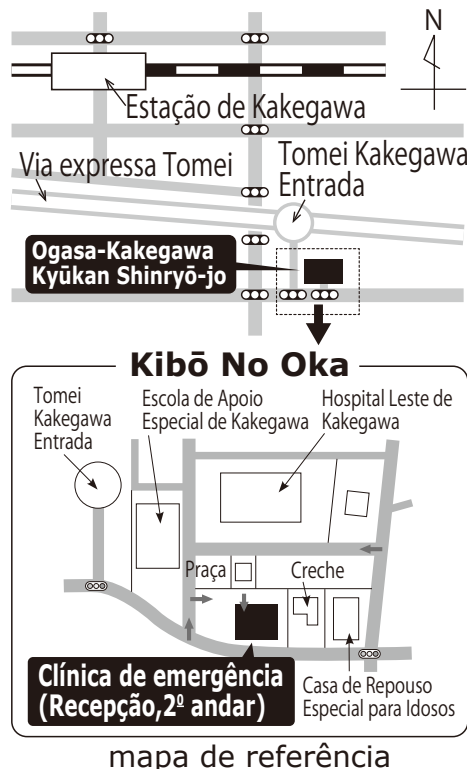 N
Estação de Kakegawa
Via expressa Tomei
Tomei Kakegawa
Entrada
Ogasa-Kakegawa
Kyūkan Shinryō-jo
Kibō No Oka
Tomei
Kakegawa
Entrada
Escola de Apoio
Especial de Kakegawa
Hospital Leste de
Kakegawa
Praça
Creche
Clínica de emergência
(Recepção,2º andar)
Casa de Repouso
Especial para Idosos
mapa de referência